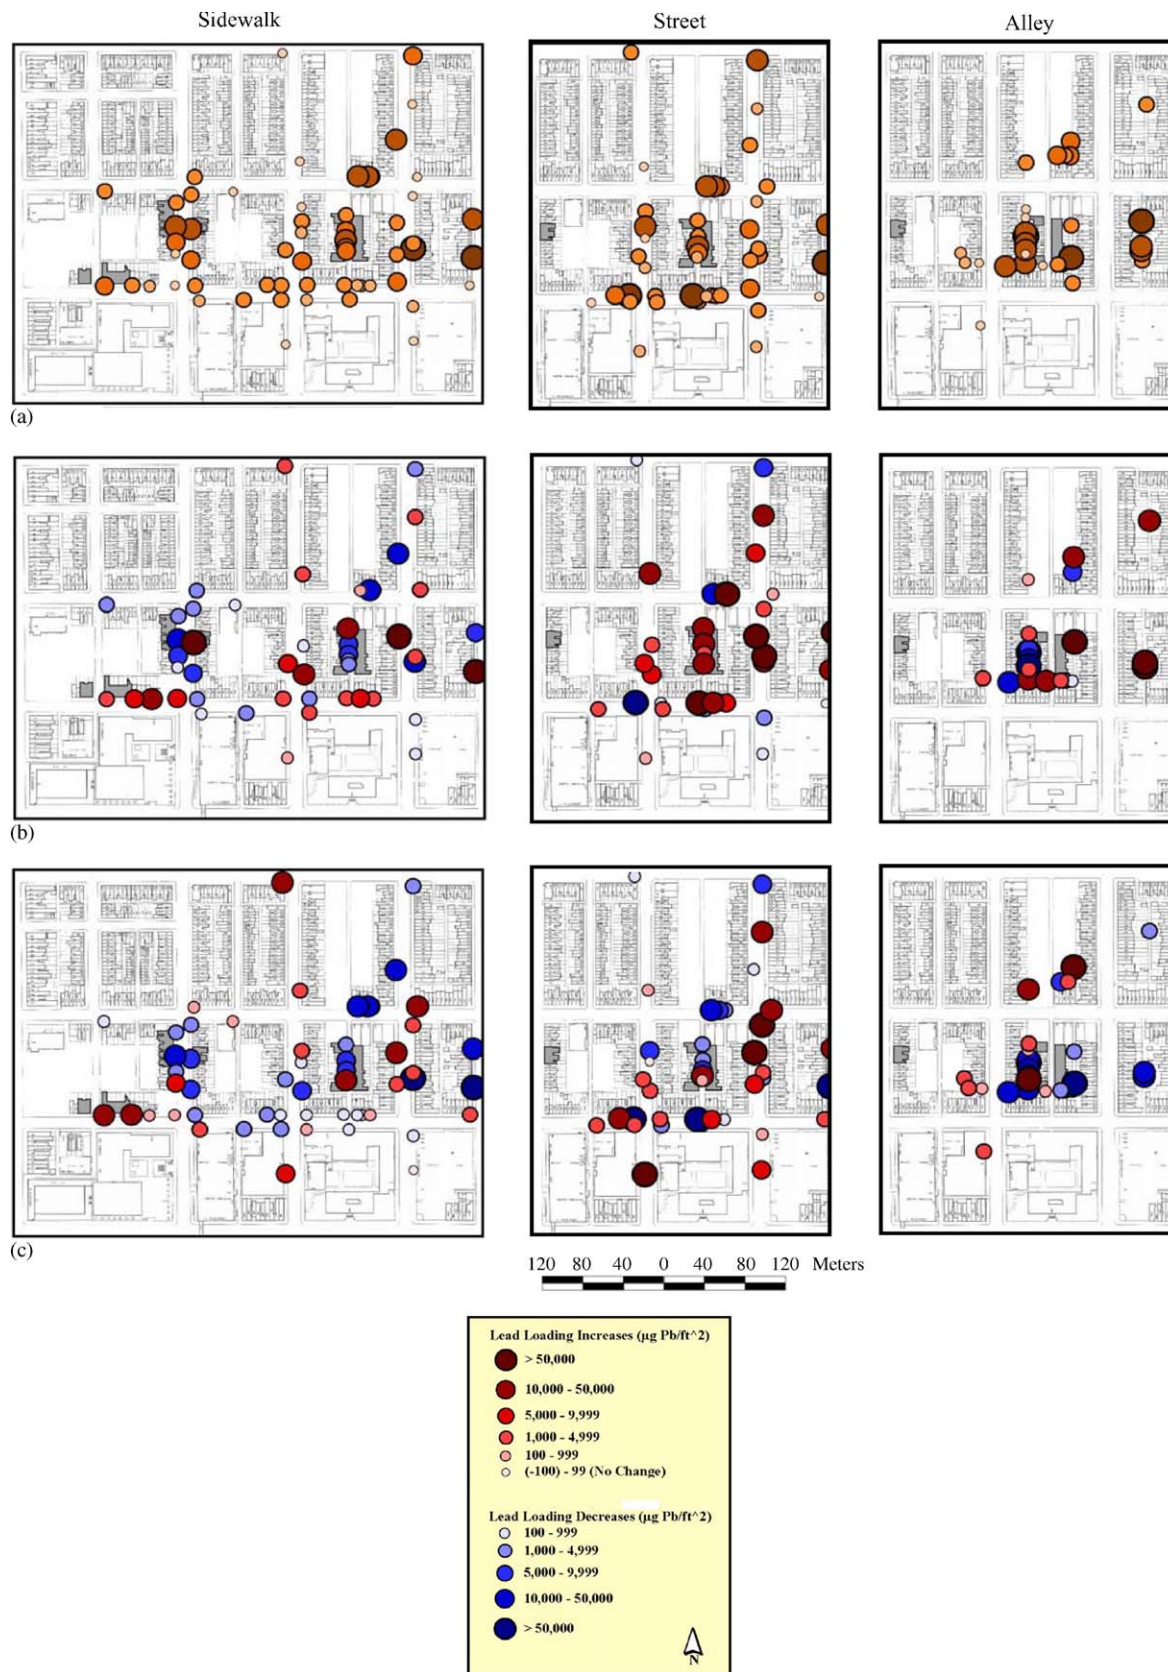 Sidewalk Street Alley
(a)
(b)
(c)
120 80 40 0 40 80 120 Meters
Lead Loading Increases (µg Pb/ft^2)
> 50,000
10,000 - 50,000
5,000 - 9,999
1,000 - 4,999
100 - 999
(-100) - 99 (No Change)
Lead Loading Decreases (µg Pb/ft^2)
100 - 999
1,000 - 4,999
5,000 - 9,999
10,000 - 50,000
> 50,000
N